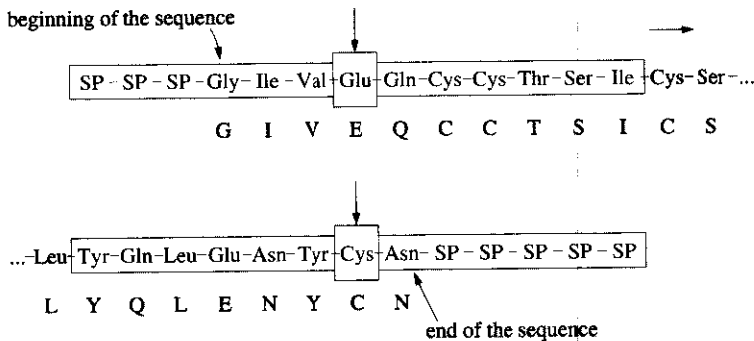 beginning of the sequence
SP - SP - SP - Gly - Ile - Val - Glu - Gln - Cys - Cys - Thr - Ser - Ile - Cys - Ser - ...
G I V E Q C C T S I C S
...- Leu - Tyr - Gln - Leu - Glu - Asn - Tyr - Cys - Asn - SP - SP - SP - SP - SP
L Y Q L E N Y C N
end of the sequence